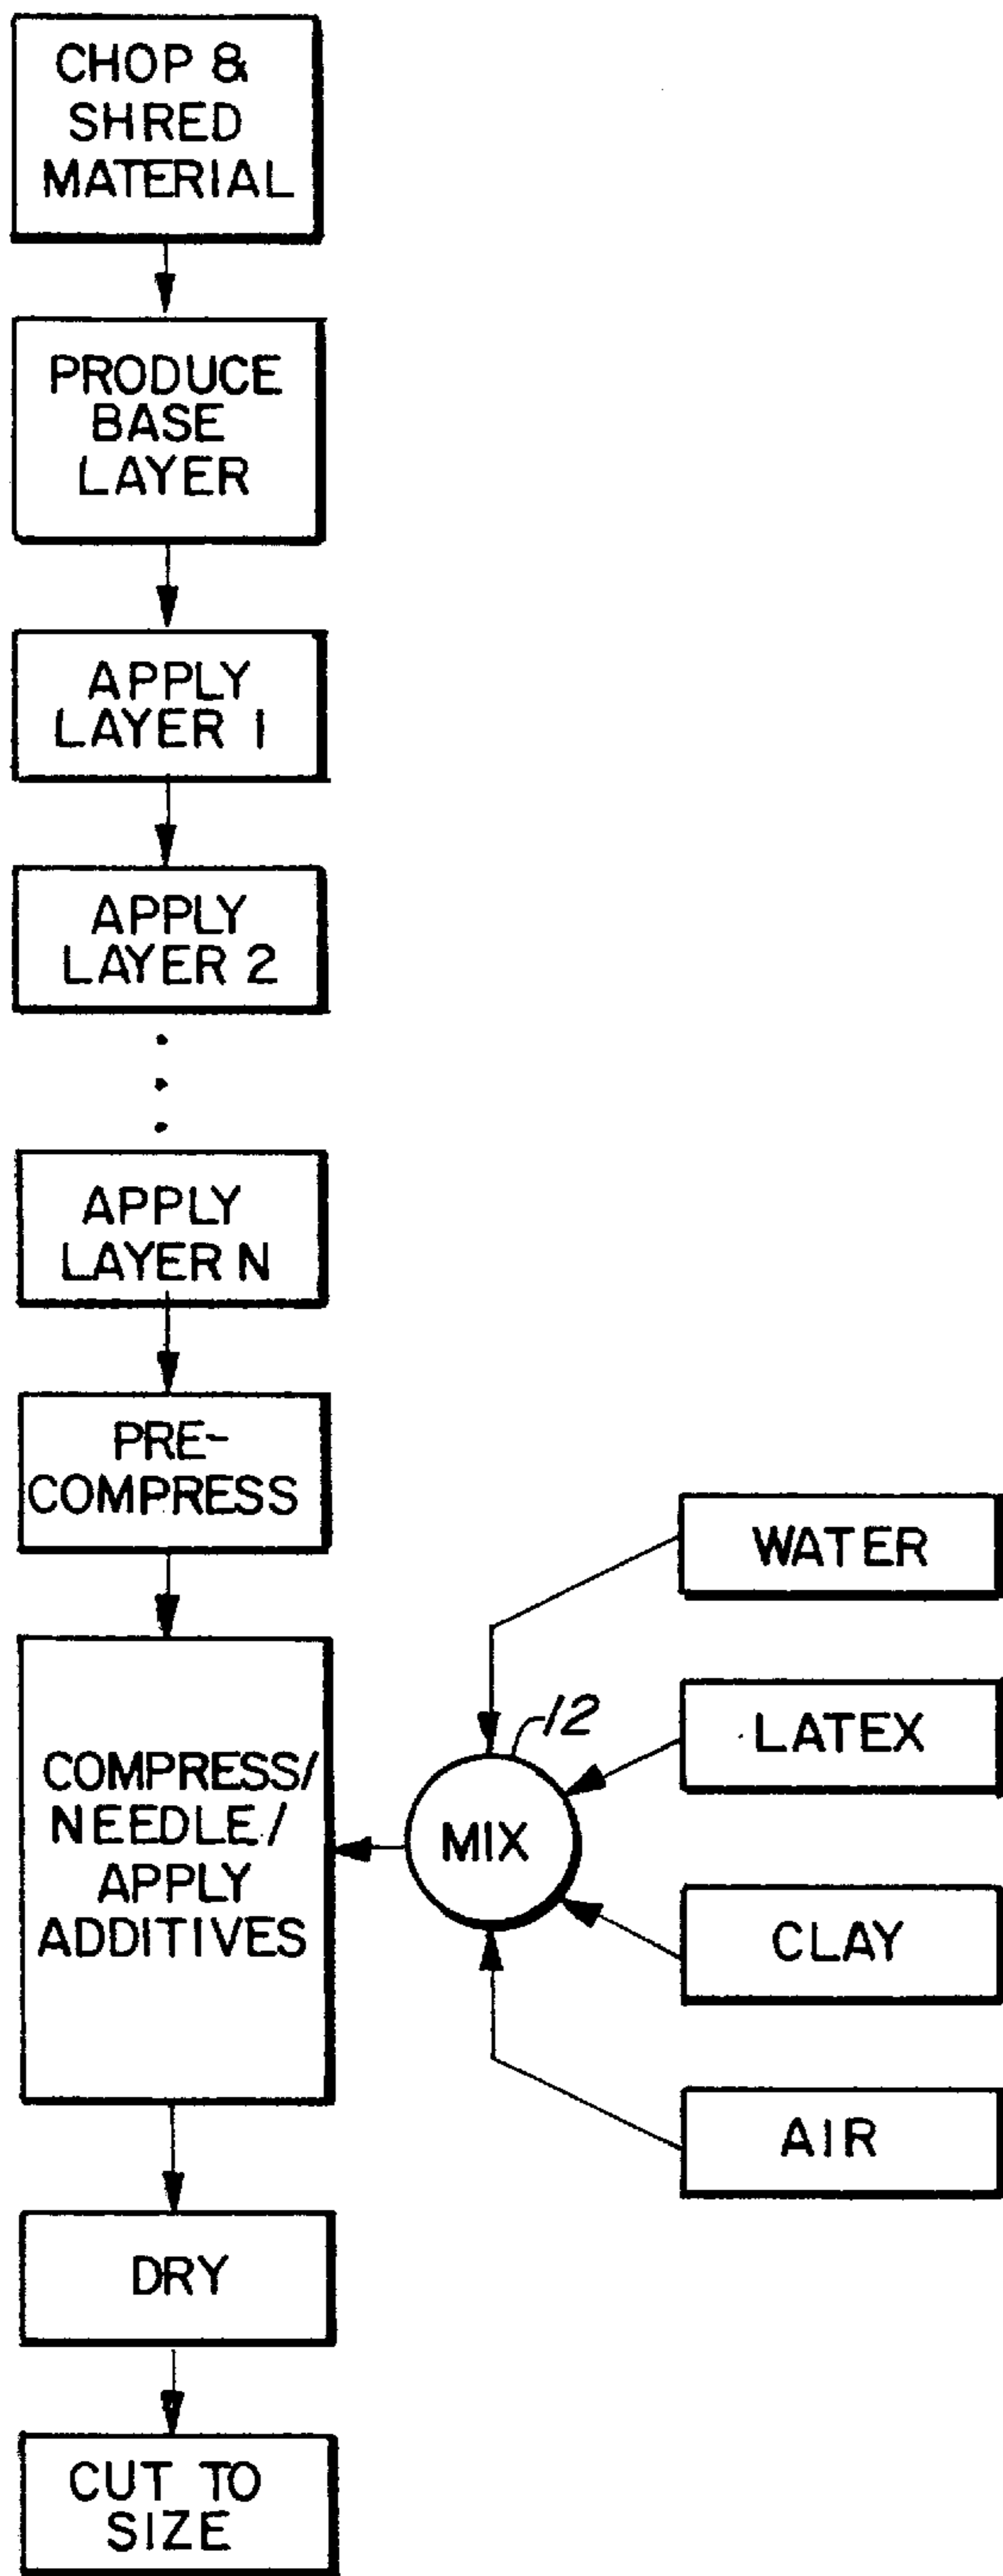 CHOP &
SHRED
MATERIAL
PRODUCE
BASE
LAYER
APPLY
LAYER 1
APPLY
LAYER 2
APPLY
LAYER N
PRE-
COMPRESS
COMPRESS/
NEEDLE/
APPLY
ADDITIVES
12
MIX
WATER
LATEX
CLAY
AIR
DRY
CUT TO
SIZE